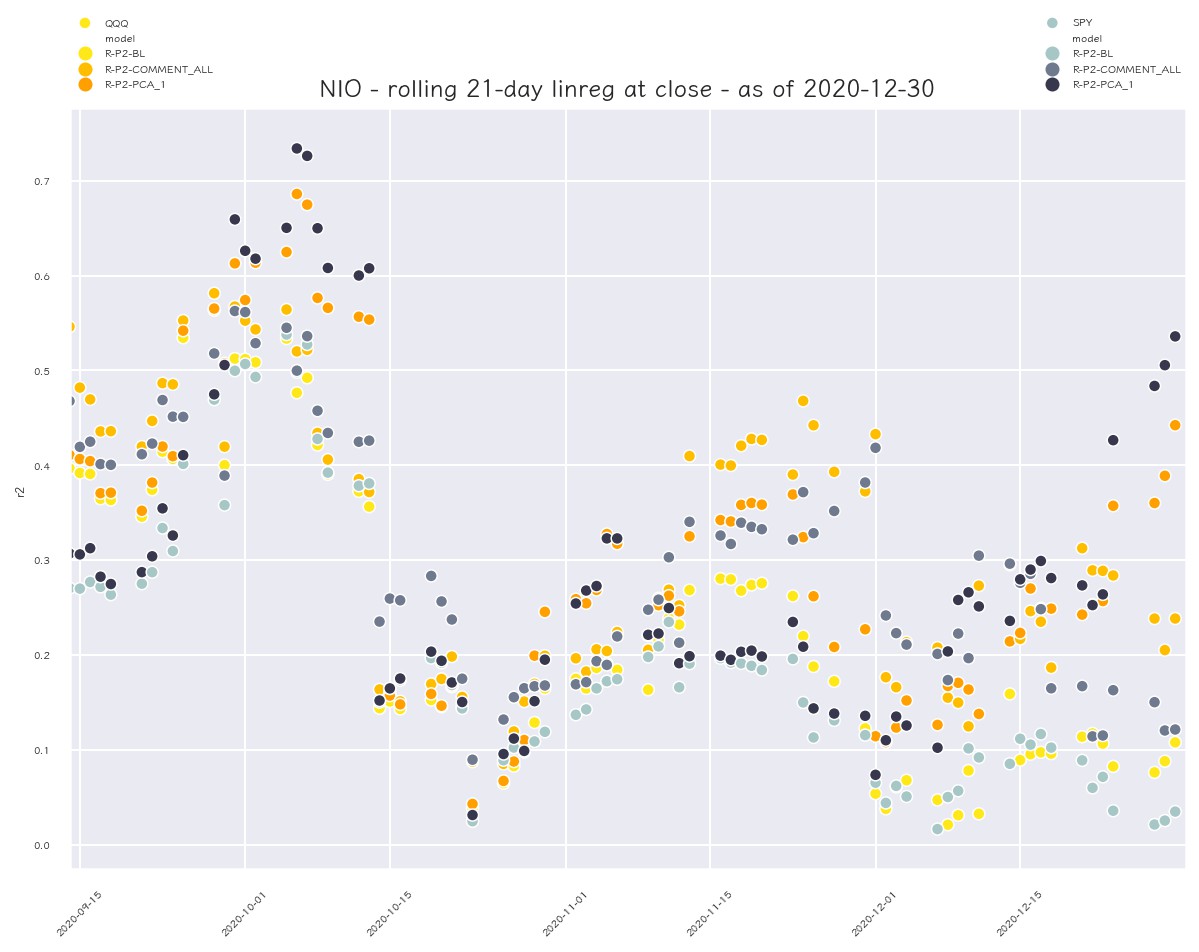 QQQ
model
R-P2-BL
R-P2-COMMENT_ALL
R-P2-PCA_1
SPY
model
R-P2-BL
R-P2-COMMENT_ALL
R-P2-PCA_1
NIO - rolling 21-day linreg at close - as of 2020-12-30
0.7
0.6
0.5
0.4
0.3
0.2
0.1
0.0
r2
2020-09-15
2020-10-01
2020-10-15
2020-11-01
2020-11-15
2020-12-01
2020-12-15